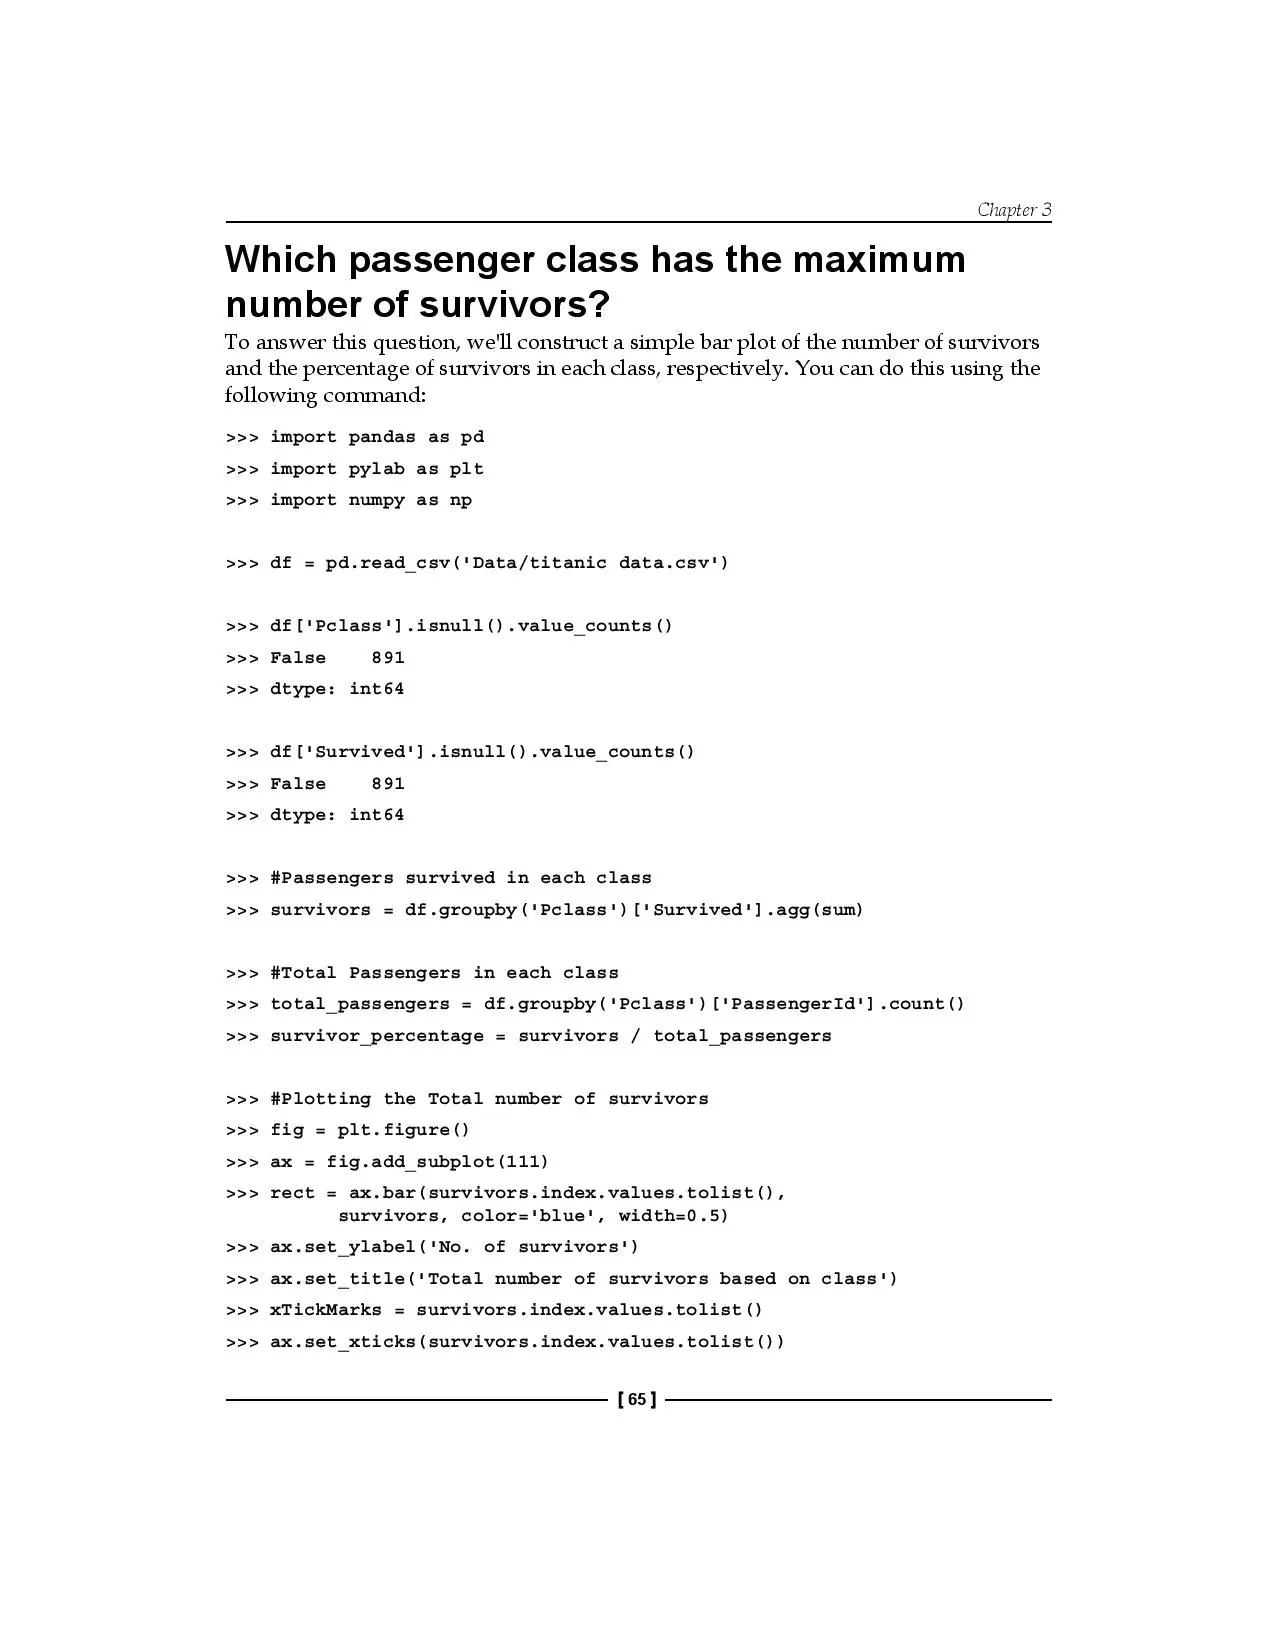 Chapter 3
Which passenger class has the maximum
number of survivors?
To answer this question, we'll construct a simple bar plot of the number of survivors
and the percentage of survivors in each class, respectively. You can do this using the
following command:
>>> import pandas as pd
>>> import pylab as plt
>>> import numpy as np
>>> df = pd.read_csv('Data/titanic data.csv')
>>> df['Pclass'].isnull().value_counts()
>>> False    891
>>> dtype: int64
>>> df['Survived'].isnull().value_counts()
>>> False    891
>>> dtype: int64
>>> #Passengers survived in each class
>>> survivors = df.groupby('Pclass')['Survived'].agg(sum)
>>> #Total Passengers in each class
>>> total_passengers = df.groupby('Pclass')['PassengerId'].count()
>>> survivor_percentage = survivors / total_passengers
>>> #Plotting the Total number of survivors
>>> fig = plt.figure()
>>> ax = fig.add_subplot(111)
>>> rect = ax.bar(survivors.index.values.tolist(),
survivors, color='blue', width=0.5)
>>> ax.set_ylabel('No. of survivors')
>>> ax.set_title('Total number of survivors based on class')
>>> xTickMarks = survivors.index.values.tolist()
>>> ax.set_xticks(survivors.index.values.tolist())
[ 65 ]